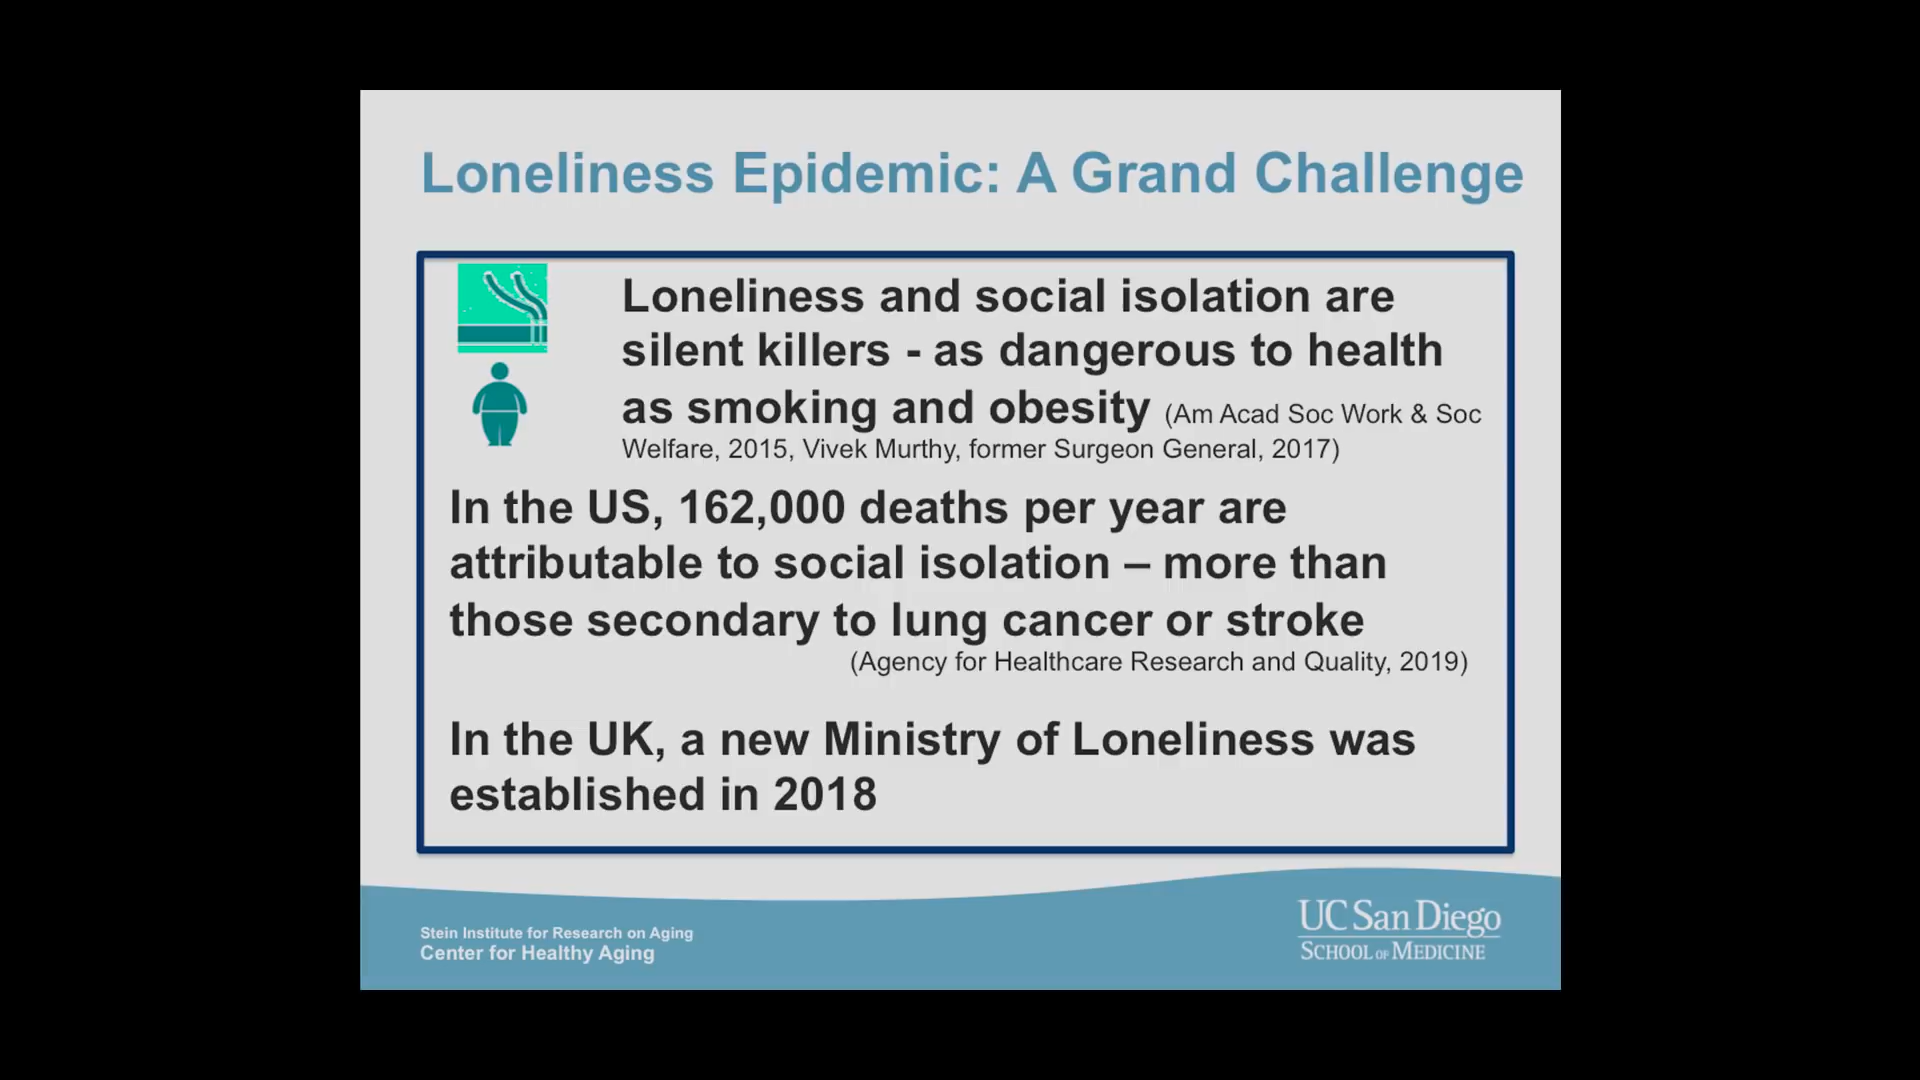 Loneliness Epidemic: A Grand Challenge
Loneliness and social isolation are
silent killers - as dangerous to health
as smoking and obesity (Am Acad Soc Work & Soc
Welfare, 2015, Vivek Murthy, former Surgeon General, 2017)
In the US, 162,000 deaths per year are
attributable to social isolation – more than
those secondary to lung cancer or stroke
(Agency for Healthcare Research and Quality, 2019)
In the UK, a new Ministry of Loneliness was
established in 2018
Stein Institute for Research on Aging
Center for Healthy Aging
UC San Diego
SCHOOL OF MEDICINE